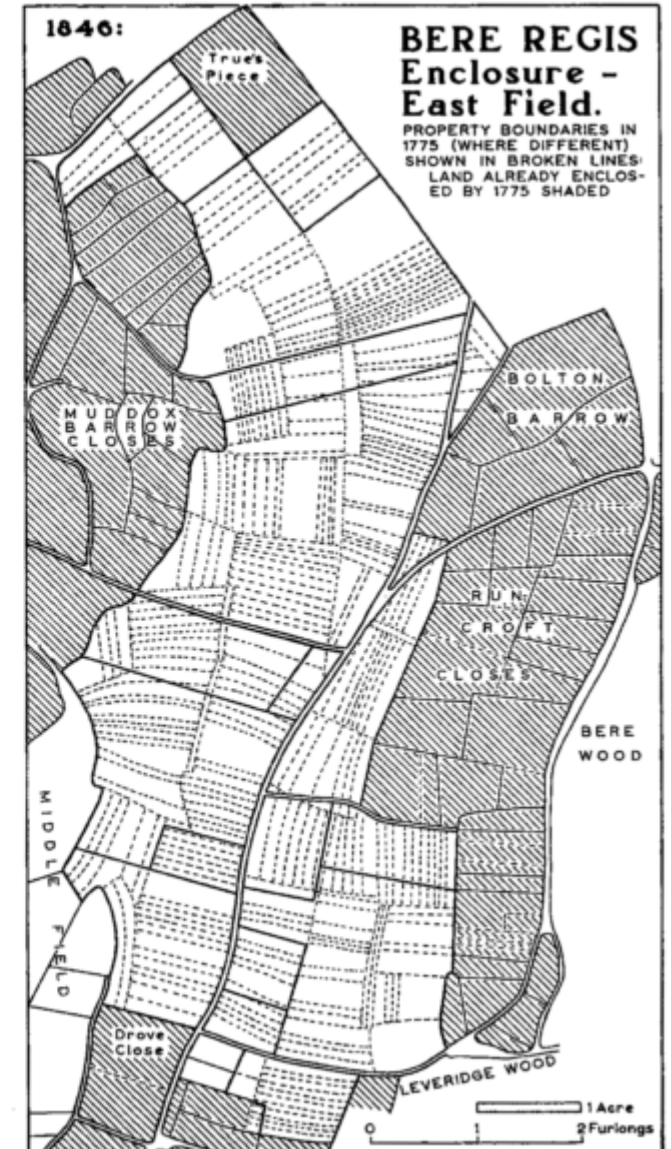 1846:
BERE REGIS
Enclosure –
East Field.
PROPERTY BOUNDARIES IN
1775 (WHERE DIFFERENT)
SHOWN IN BROKEN LINES:
LAND ALREADY ENCLOS-
ED BY 1775 SHADED
True's
Piece
BOLTON
BARROW
MUDDOX
BARROW
CLOSES
RUN
CROFT
CLOSES
BERE
WOOD
MIDDLE
FIELD
Drove
Close
LEVERIDGE WOOD
1 Acre
0 1 2 Furlongs